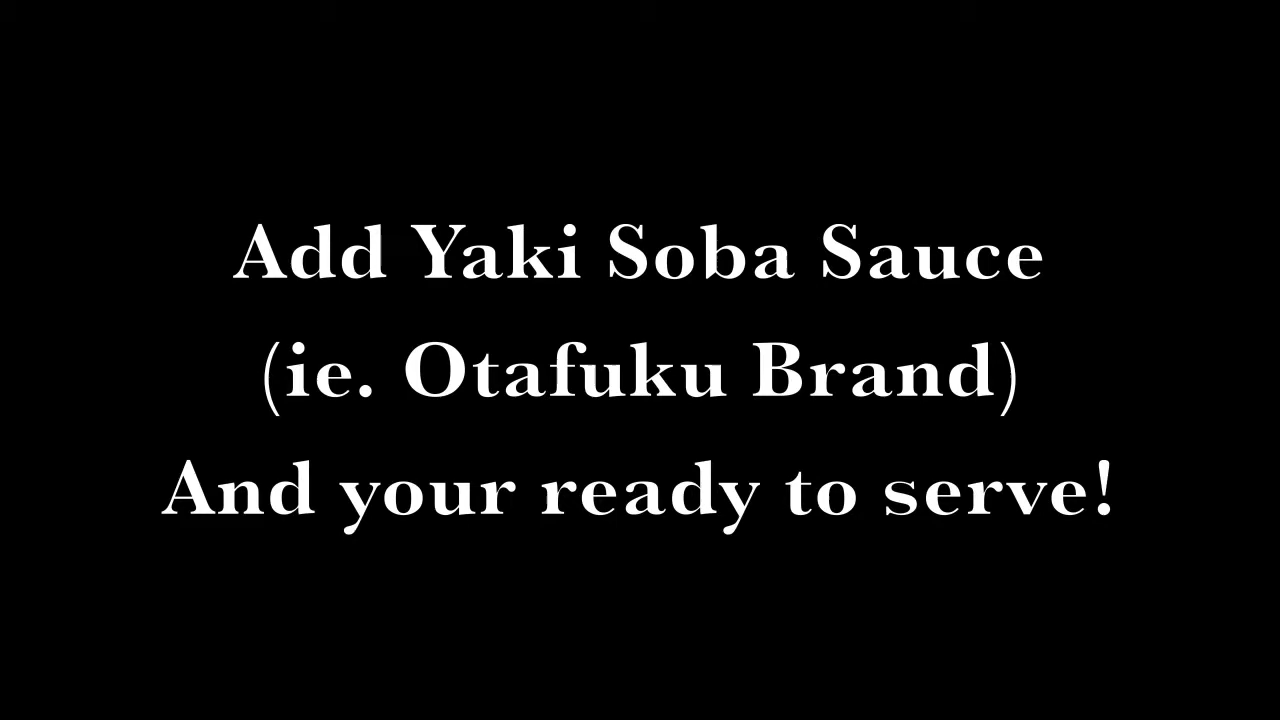 Add Yaki Soba Sauce
(ie. Otafuku Brand)
And your ready to serve!